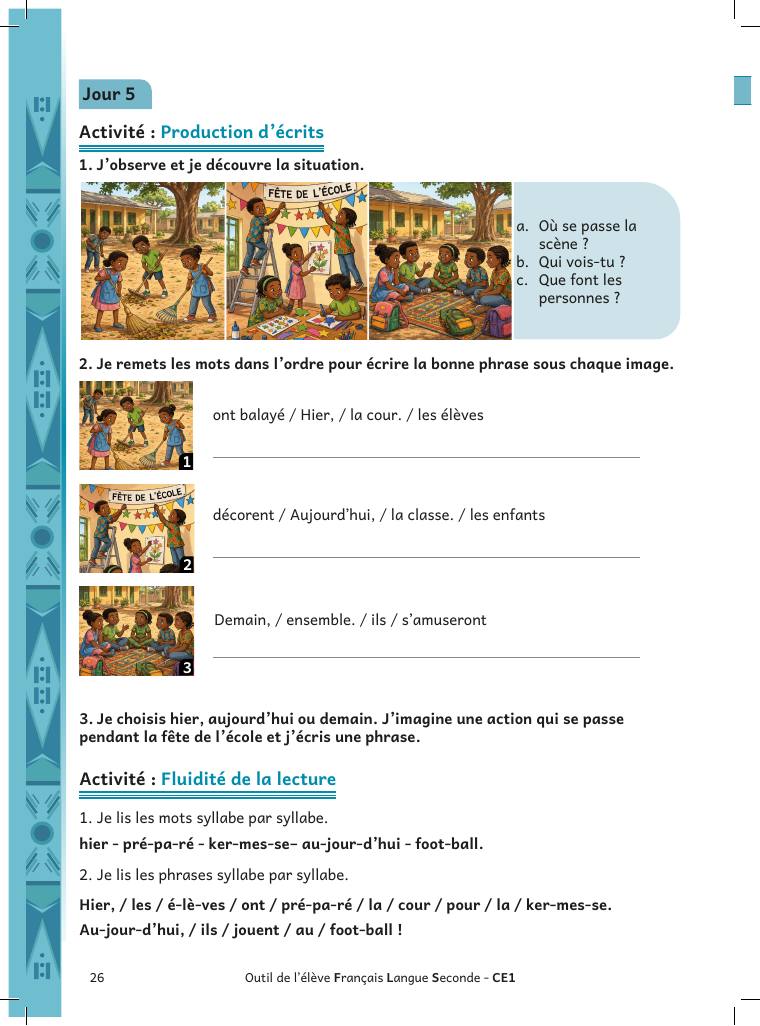 Jour 5
Activité : Production d'écrits
1. J'observe et je découvre la situation.
FÊTE DE L'ÉCOLE
a. Où se passe la
scène ?
b. Qui vois-tu ?
c. Que font les
personnes ?
2. Je remets les mots dans l'ordre pour écrire la bonne phrase sous chaque image.
1
ont balayé / Hier, / la cour. / les élèves
FÊTE DE L'ÉCOLE
2
décorent / Aujourd'hui, / la classe. / les enfants
3
Demain, / ensemble. / ils / s'amuseront
3. Je choisis hier, aujourd'hui ou demain. J'imagine une action qui se passe
pendant la fête de l'école et j'écris une phrase.
Activité : Fluidité de la lecture
1. Je lis les mots syllabe par syllabe.
hier - pré-pa-ré - ker-mes-se– au-jour-d'hui - foot-ball.
2. Je lis les phrases syllabe par syllabe.
Hier, / les / é-lè-ves / ont / pré-pa-ré / la / cour / pour / la / ker-mes-se.
Au-jour-d'hui, / ils / jouent / au / foot-ball !
26
Outil de l'élève Français Langue Seconde - CE1